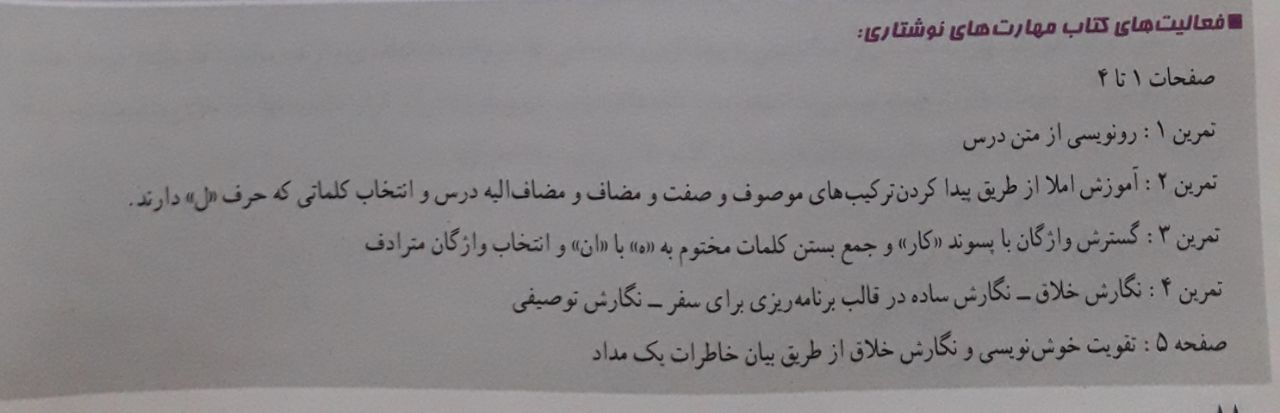 ■ فعالیت‌های کتاب مهارت‌های نوشتاری:
صفحات ۱ تا ۴
تمرین ۱ : رونویسی از متن درس
تمرین ۲ : آموزش املا از طریق پیدا کردن ترکیب‌های موصوف و صفت و مضاف و مضاف‌الیه درس و انتخاب کلماتی که حرف «ل» دارند.
تمرین ۳ : گسترش واژگان با پسوند «کار» و جمع بستن کلمات مختوم به «ه» با «ان» و انتخاب واژگان مترادف
تمرین ۴ : نگارش خلاق ــ نگارش ساده در قالب برنامه‌ریزی برای سفر ــ نگارش توصیفی
صفحه ۵ : تقویت خوش‌نویسی و نگارش خلاق از طریق بیان خاطرات یک مداد